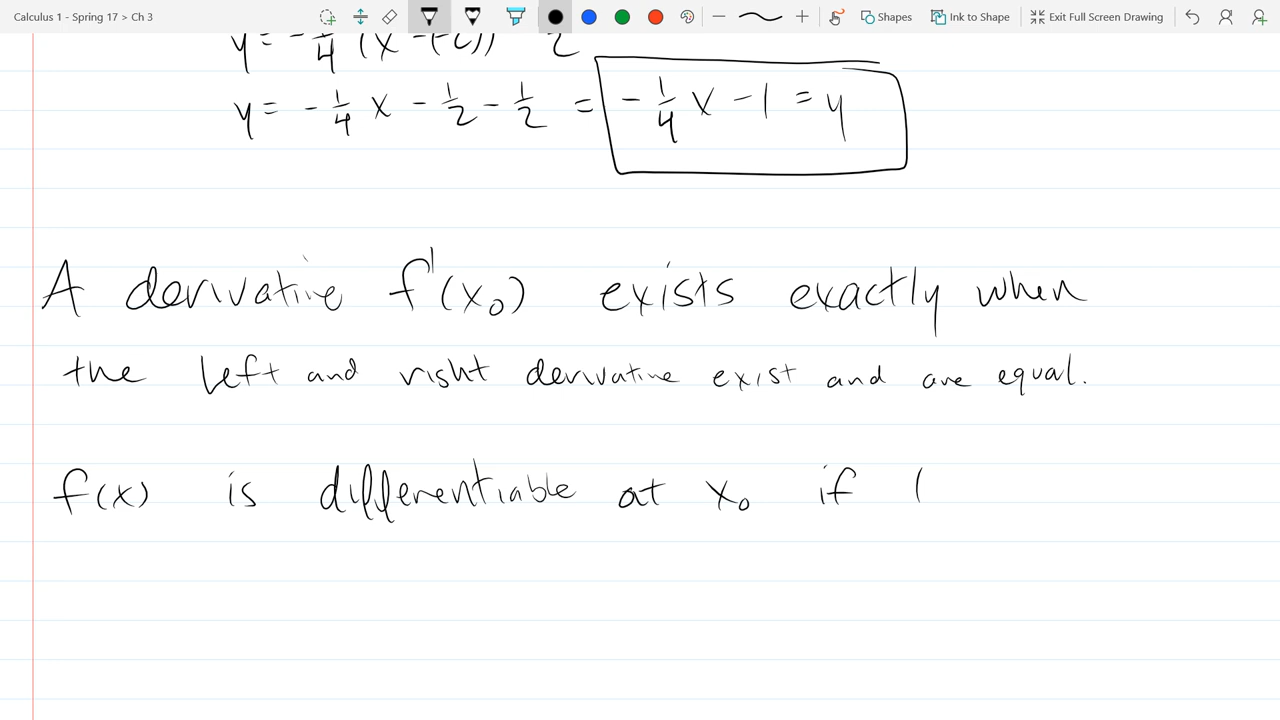 Calculus 1 - Spring 17 > Ch 3
Shapes
Ink to Shape
Exit Full Screen Drawing
y = - 1/4 x - 1/2 - 1/2 = - 1/4 x - 1 = y
A derivative f'(x₀) exists exactly when
the left and right derivative exist and are equal.
f(x) is differentiable at x₀ if (